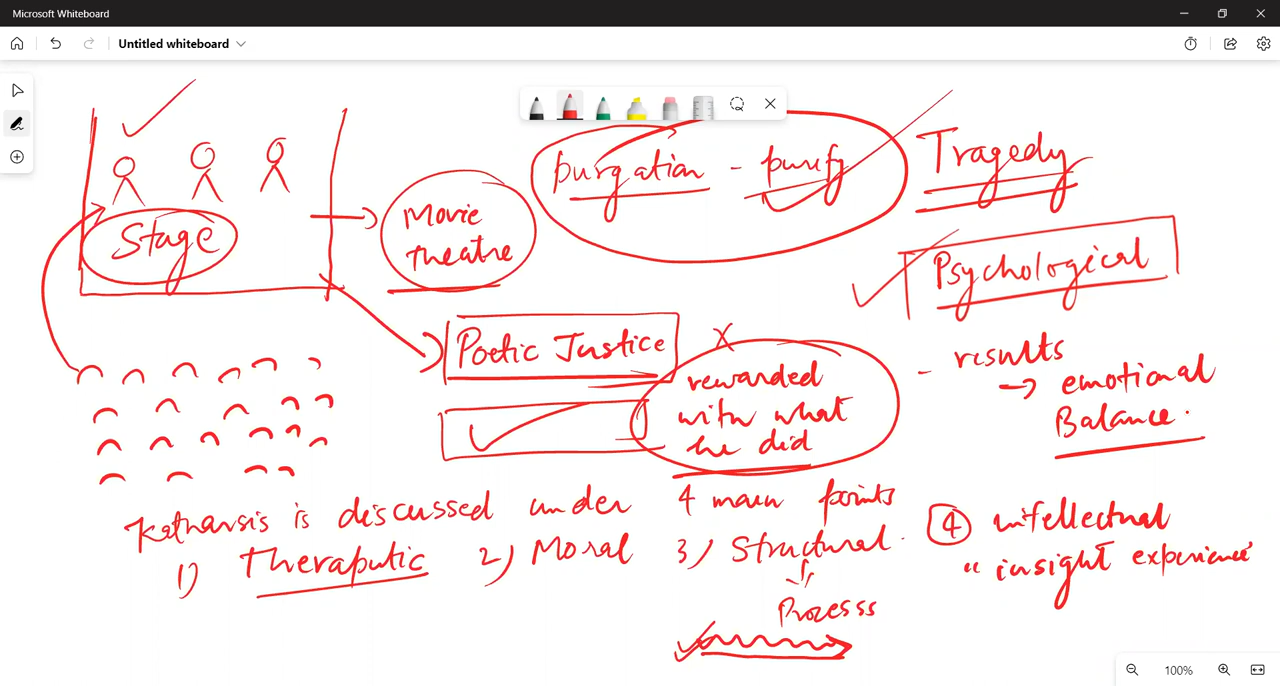 Microsoft Whiteboard
Untitled whiteboard
Stage
Movie
theatre
purgation - purify
Tragedy
Psychological
Poetic Justice
rewarded
with what
he did
- results
→ emotional
Balance.
Katharsis is discussed under 4 main points
1) Theraputic 2) Moral 3) Structural.
Prozess
④ intellectual
"insight experience"
100%